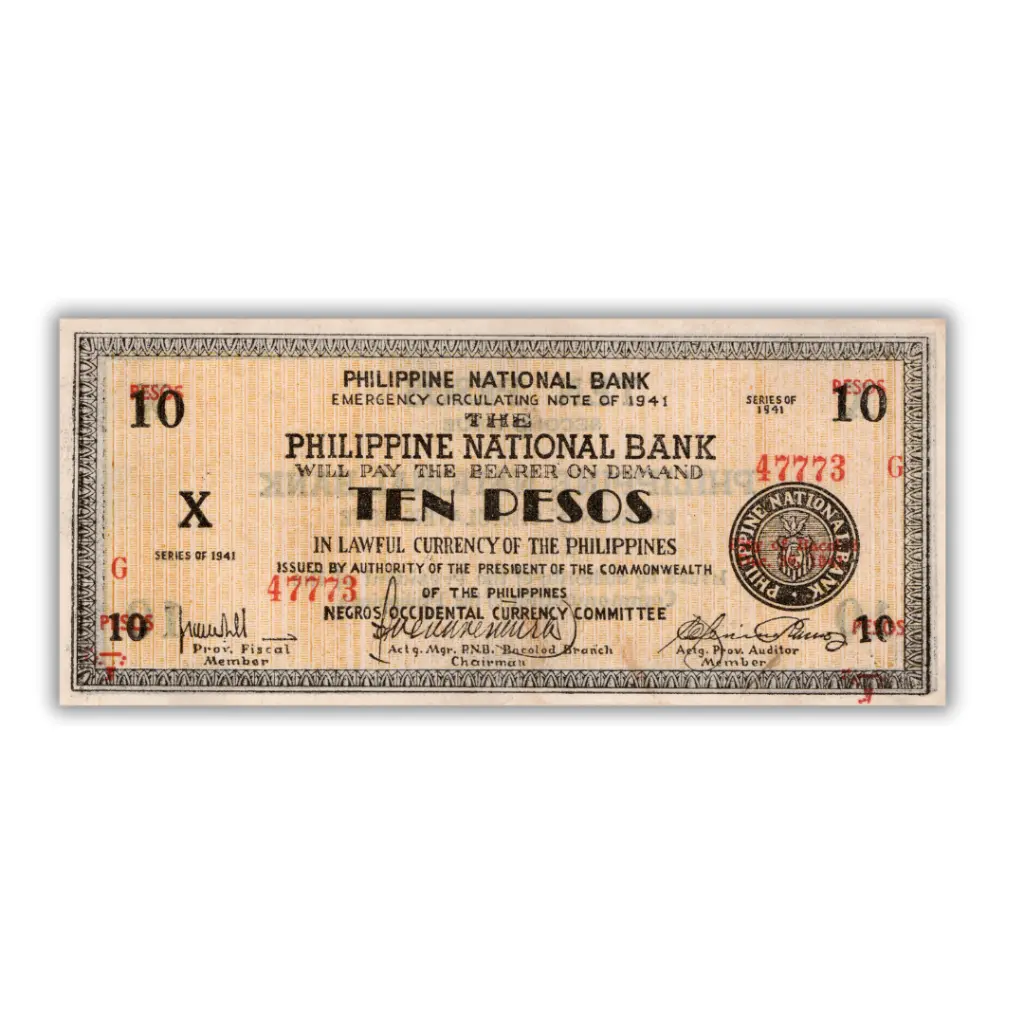 PHILIPPINE NATIONAL BANK
EMERGENCY CIRCULATING NOTE OF 1941
PESOS
10
SERIES OF
1941
PESOS
10
THE
PHILIPPINE NATIONAL BANK
WILL PAY THE BEARER ON DEMAND
47773 G
X
TEN PESOS
PHILIPPINE NATIONAL BANK
SERIES OF 1941
IN LAWFUL CURRENCY OF THE PHILIPPINES
G
ISSUED BY AUTHORITY OF THE PRESIDENT OF THE COMMONWEALTH
47773
OF THE PHILIPPINES
NEGROS OCCIDENTAL CURRENCY COMMITTEE
PESOS
10
PESOS
10
Prov. Fiscal
Member
Actg. Mgr. P.N.B. Bacolod Branch
Chairman
Actg. Prov. Auditor
Member